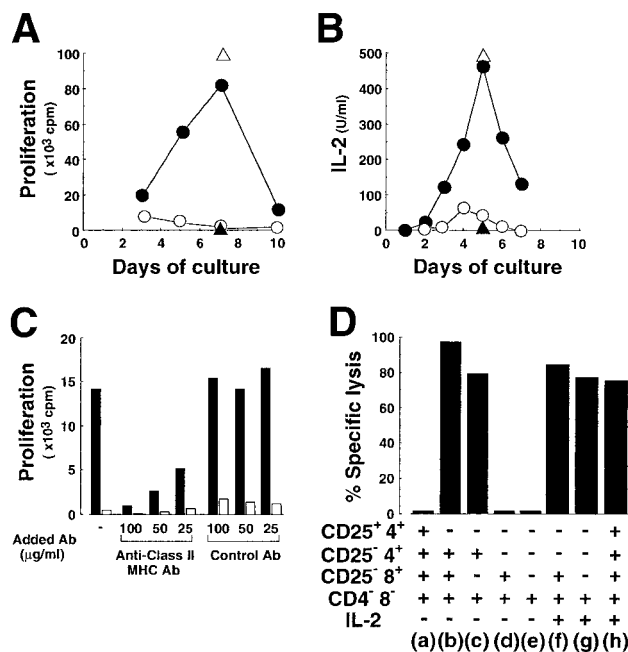 A
Proliferation
(x10³ cpm)
100
80
60
40
20
0
0 2 4 6 8 10
Days of culture
B
IL-2 (U/ml)
500
400
300
200
100
0
0 2 4 6 8 10
Days of culture
C
Proliferation
(x10³ cpm)
20
15
10
5
0
Added Ab
(µg/ml)
- 100 50 25 100 50 25
Anti-Class II
MHC Ab
Control Ab
D
% Specific lysis
100
80
60
40
20
0
CD25⁺ 4⁺ + - - - - - - +
CD25⁻ 4⁺ + + + - - - - +
CD25⁻ 8⁺ + + - + - + - +
CD4⁻ 8⁻ + + + + + + + +
IL-2 - - - - - + + +
(a) (b) (c) (d) (e) (f) (g) (h)